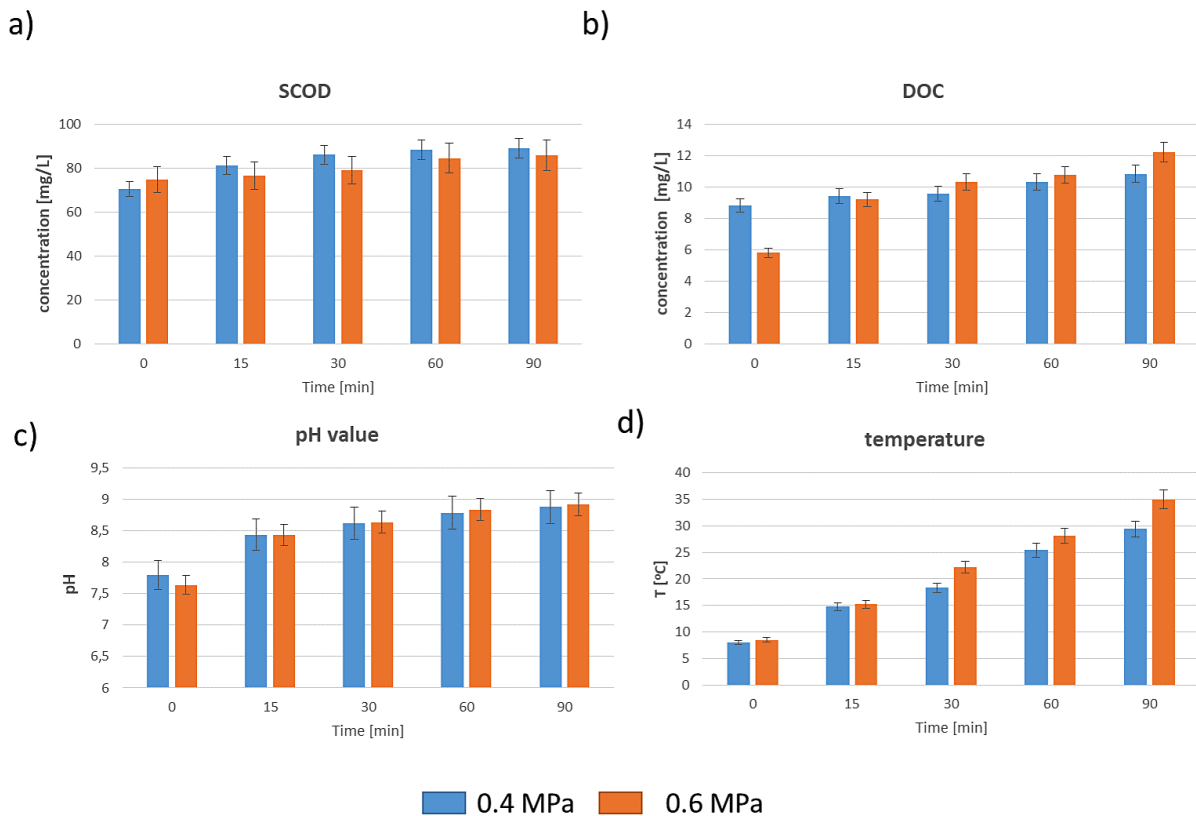 a)
SCOD
concentration [mg/L]
100
80
60
40
20
0
0 15 30 60 90
Time [min]
b)
DOC
concentration [mg/L]
14
12
10
8
6
4
2
0
0 15 30 60 90
Time [min]
c)
pH value
pH
9,5
9
8,5
8
7,5
7
6,5
6
0 15 30 60 90
Time [min]
d)
temperature
T [°C]
40
35
30
25
20
15
10
5
0
0 15 30 60 90
Time [min]
0.4 MPa 0.6 MPa